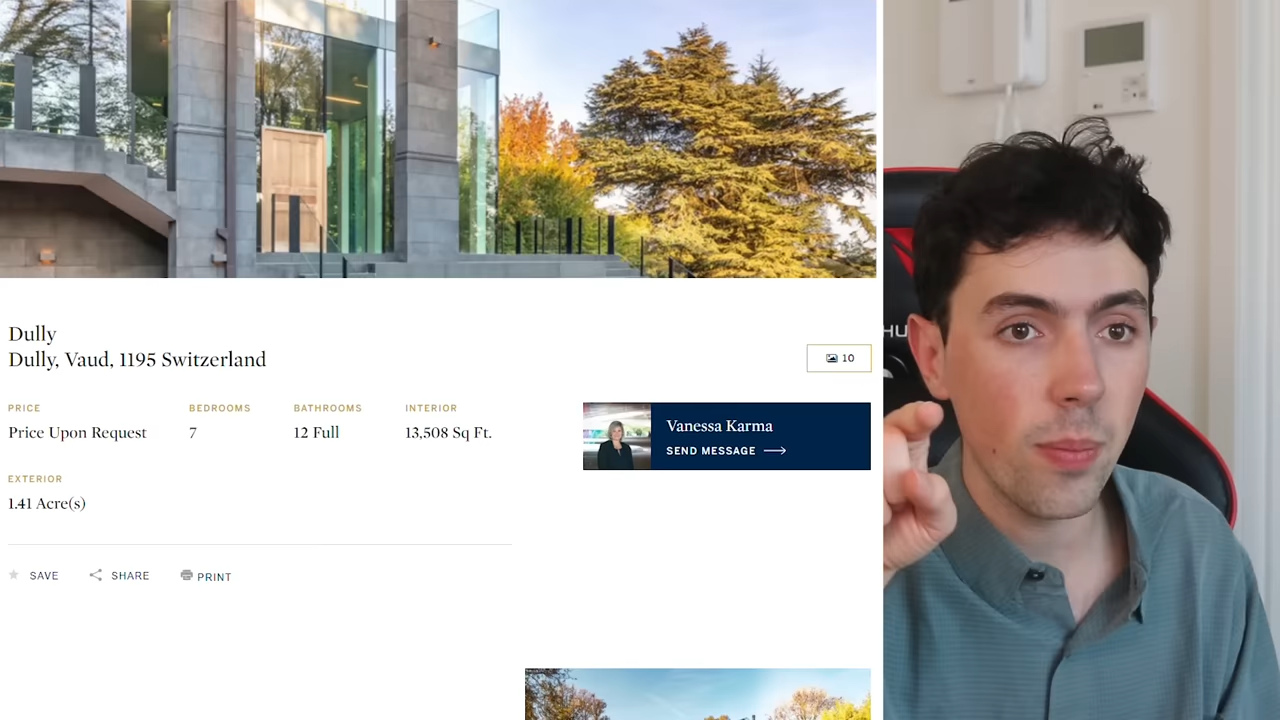 Dully
Dully, Vaud, 1195 Switzerland
10
PRICE
BEDROOMS
BATHROOMS
INTERIOR
Price Upon Request
7
12 Full
13,508 Sq Ft.
Vanessa Karma
SEND MESSAGE
EXTERIOR
1.41 Acre(s)
SAVE
SHARE
PRINT
HU